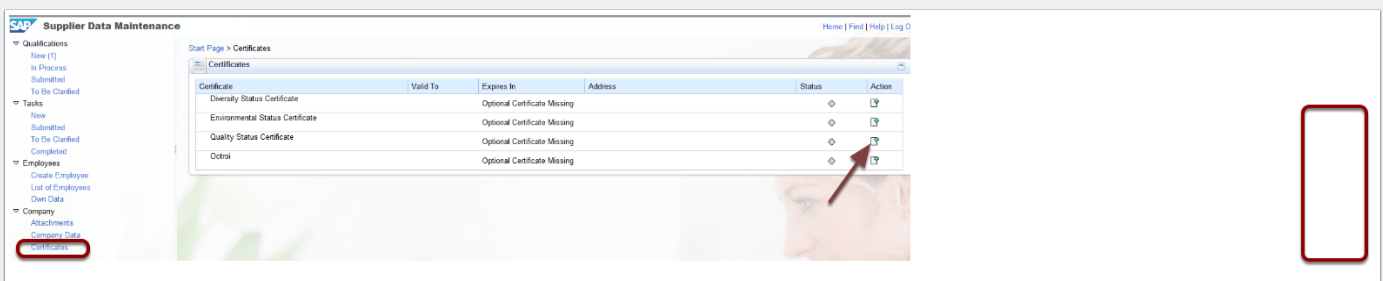 SAP Supplier Data Maintenance
Home | Find | Help | Log O
Qualifications
New (1)
In Process
Submitted
To Be Clarified
Tasks
New
Submitted
To Be Clarified
Completed
Employees
Create Employee
List of Employees
Own Data
Company
Attachments
Company Data
Certificates
Start Page > Certificates
Certificates
Certificate Valid To Expires In Address Status Action
Diversity Status Certificate Optional Certificate Missing
Environmental Status Certificate Optional Certificate Missing
Quality Status Certificate Optional Certificate Missing
Octroi Optional Certificate Missing